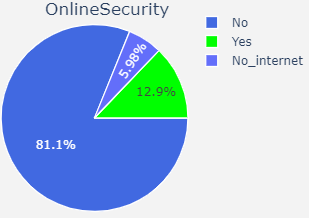 OnlineSecurity
No
Yes
No_internet
5.98%
12.9%
81.1%